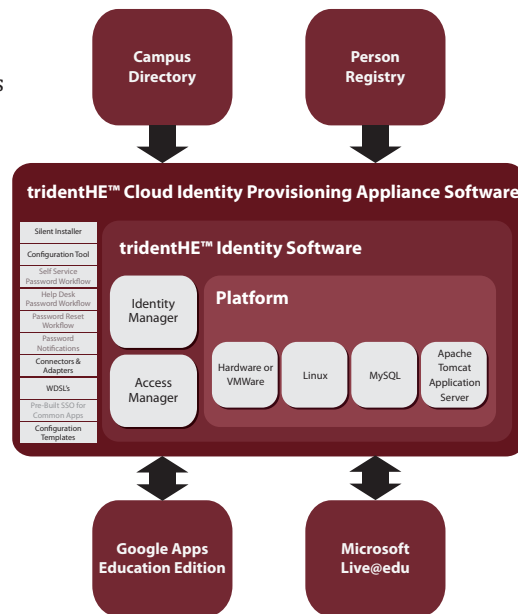 Campus
Directory
Person
Registry
s
tridentHE™ Cloud Identity Provisioning Appliance Software
Silent Installer
Configuration Tool
Self Service
Password Workflow
Help Desk
Password Workflow
Password Reset
Workflow
Password
Notifications
Connectors &
Adapters
WDSL's
Pre-Built SSO for
Common Apps
Configuration
Templates
tridentHE™ Identity Software
Identity
Manager
Access
Manager
Platform
Hardware or
VMWare
Linux
MySQL
Apache
Tomcat
Application
Server
Google Apps
Education Edition
Microsoft
Live@edu